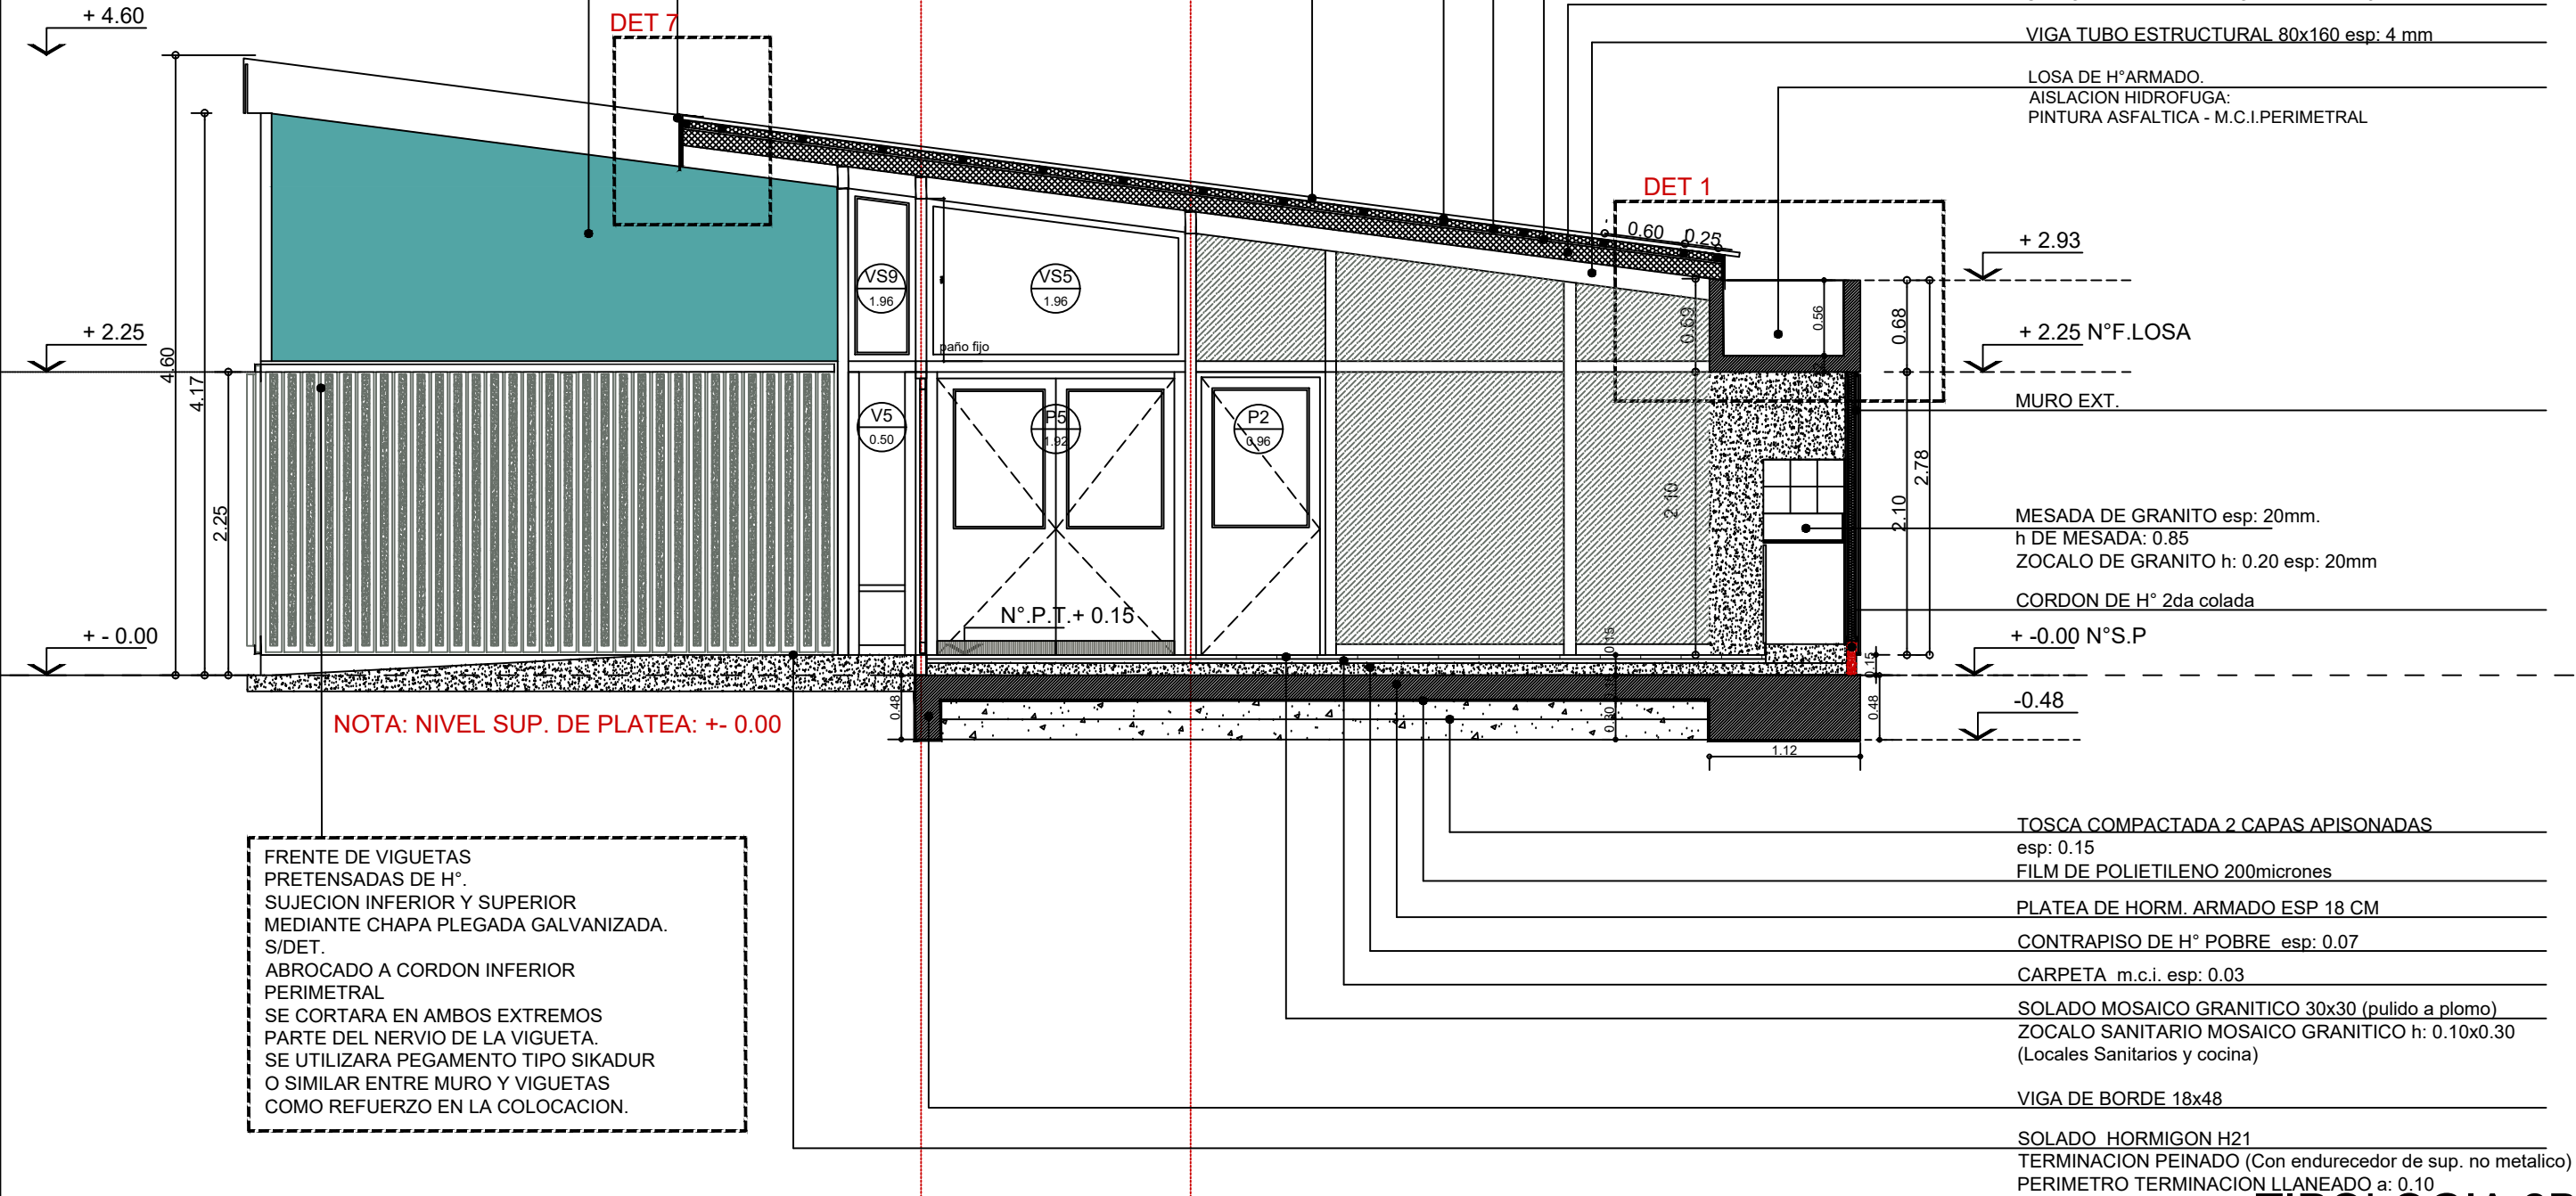 + 4.60
DET 7
VIGA TUBO ESTRUCTURAL 80x160 esp: 4 mm
LOSA DE H°ARMADO.
AISLACION HIDROFUGA:
PINTURA ASFALTICA - M.C.I.PERIMETRAL
DET 1
0.60 0.25
+ 2.93
VS9
1.96
VS5
1.96
paño fijo
0.69
0.56
0.68
+ 2.25
+ 2.25 N°F.LOSA
4.60
4.17
2.25
V5
0.50
P5
1.92
P2
0.96
MURO EXT.
2.10
2.10
2.78
MESADA DE GRANITO esp: 20mm.
h DE MESADA: 0.85
ZOCALO DE GRANITO h: 0.20 esp: 20mm
CORDON DE H° 2da colada
N°.P.T.+ 0.15
+ - 0.00
+ -0.00 N°S.P
0.15
0.15
0.48
0.30
0.48
-0.48
1.12
NOTA: NIVEL SUP. DE PLATEA: +- 0.00
FRENTE DE VIGUETAS
PRETENSADAS DE H°.
SUJECION INFERIOR Y SUPERIOR
MEDIANTE CHAPA PLEGADA GALVANIZADA.
S/DET.
ABROCADO A CORDON INFERIOR
PERIMETRAL
SE CORTARA EN AMBOS EXTREMOS
PARTE DEL NERVIO DE LA VIGUETA.
SE UTILIZARA PEGAMENTO TIPO SIKADUR
O SIMILAR ENTRE MURO Y VIGUETAS
COMO REFUERZO EN LA COLOCACION.
TOSCA COMPACTADA 2 CAPAS APISONADAS
esp: 0.15
FILM DE POLIETILENO 200micrones
PLATEA DE HORM. ARMADO ESP 18 CM
CONTRAPISO DE H° POBRE esp: 0.07
CARPETA m.c.i. esp: 0.03
SOLADO MOSAICO GRANITICO 30x30 (pulido a plomo)
ZOCALO SANITARIO MOSAICO GRANITICO h: 0.10x0.30
(Locales Sanitarios y cocina)
VIGA DE BORDE 18x48
SOLADO HORMIGON H21
TERMINACION PEINADO (Con endurecedor de sup. no metalico)
PERIMETRO TERMINACION LLANEADO a: 0.10